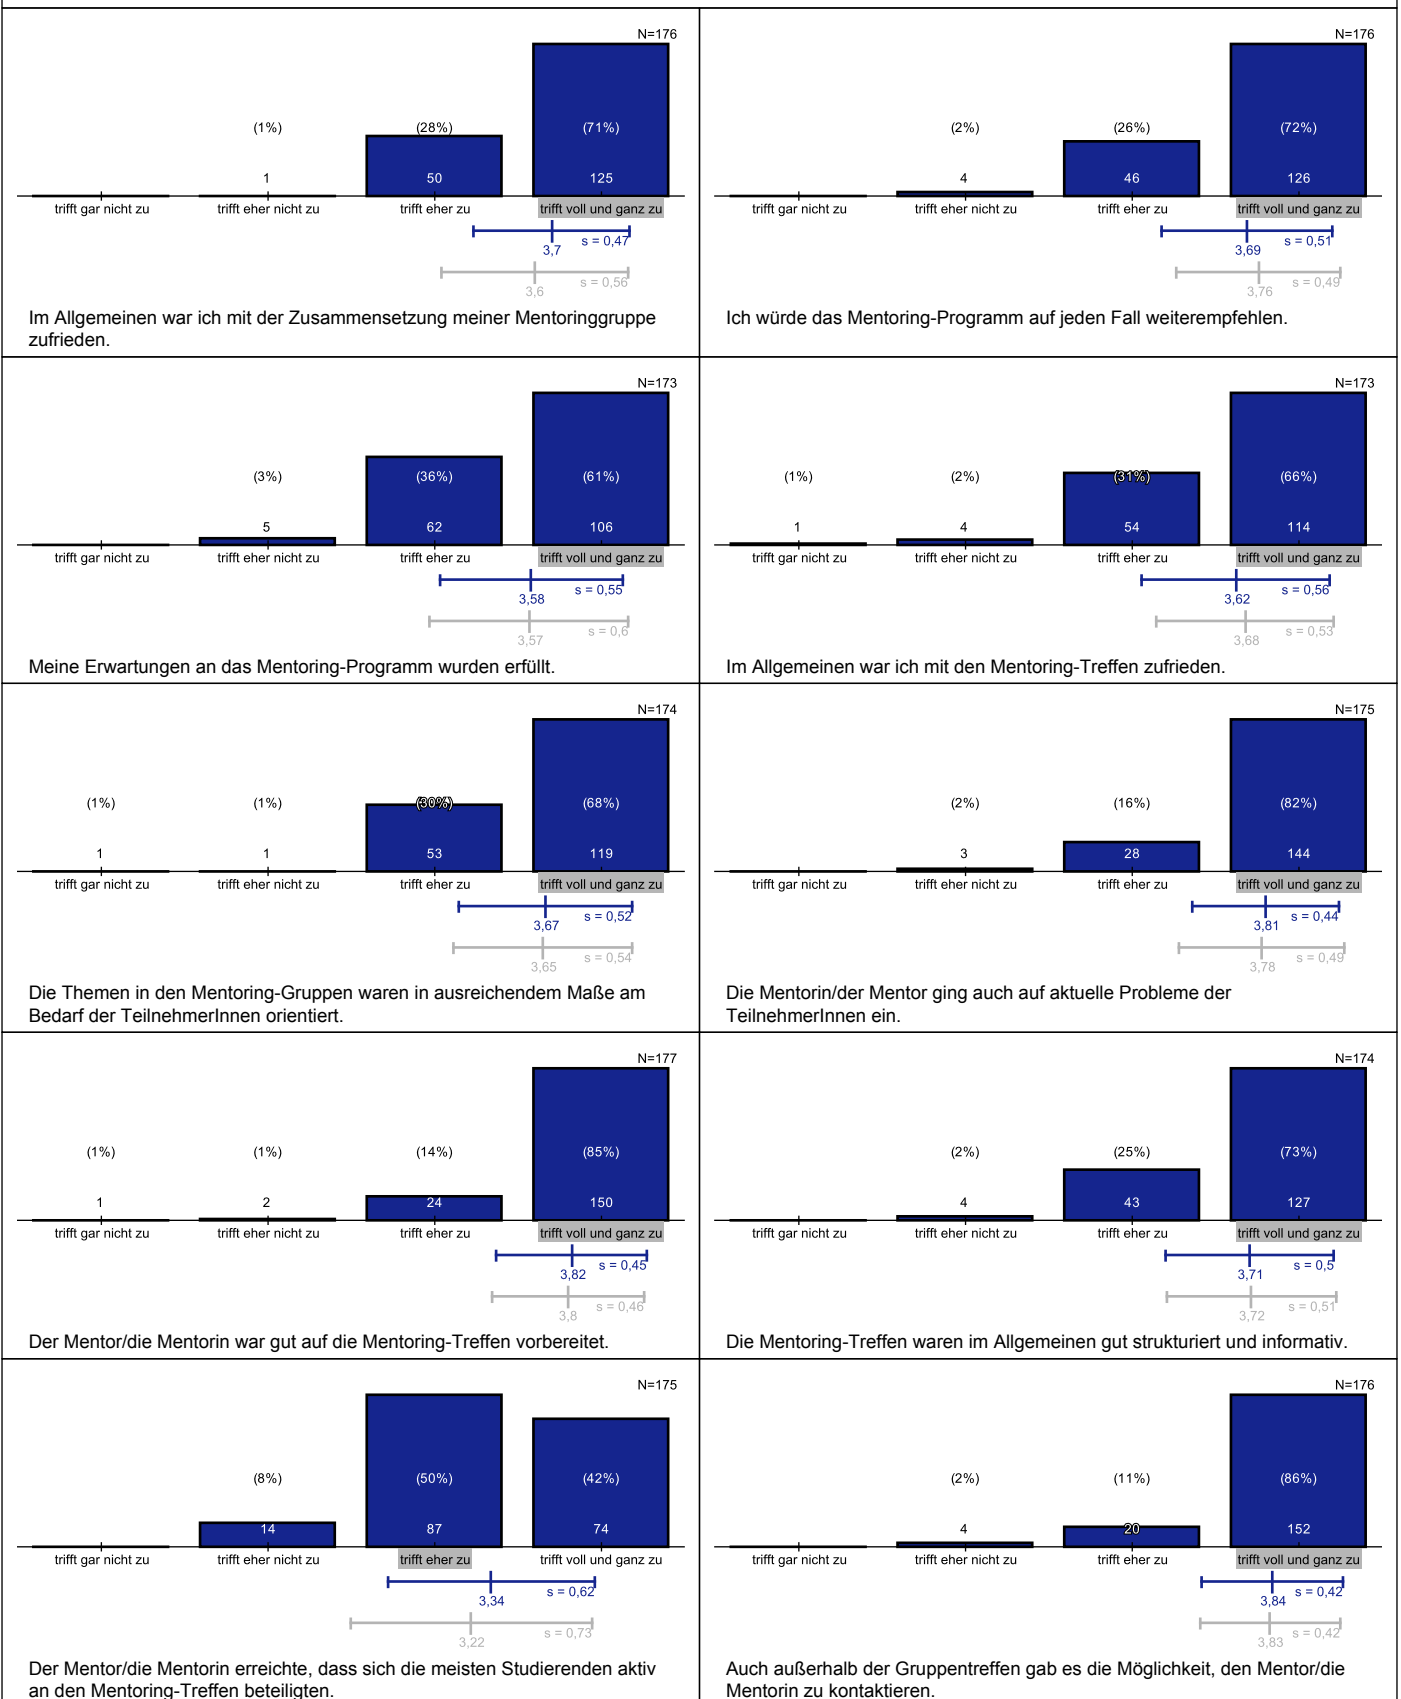 N=176
(1%) (28%) (71%)
1 50 125
trifft gar nicht zu trifft eher nicht zu trifft eher zu trifft voll und ganz zu
s = 0,47
3,7
s = 0,56
3,6
Im Allgemeinen war ich mit der Zusammensetzung meiner Mentoringgruppe
zufrieden.
N=176
(2%) (26%) (72%)
4 46 126
trifft gar nicht zu trifft eher nicht zu trifft eher zu trifft voll und ganz zu
s = 0,51
3,69
s = 0,49
3,76
Ich würde das Mentoring-Programm auf jeden Fall weiterempfehlen.
N=173
(3%) (36%) (61%)
5 62 106
trifft gar nicht zu trifft eher nicht zu trifft eher zu trifft voll und ganz zu
s = 0,55
3,58
s = 0,6
3,57
Meine Erwartungen an das Mentoring-Programm wurden erfüllt.
N=173
(1%) (2%) (31%) (66%)
1 4 54 114
trifft gar nicht zu trifft eher nicht zu trifft eher zu trifft voll und ganz zu
s = 0,56
3,62
s = 0,53
3,68
Im Allgemeinen war ich mit den Mentoring-Treffen zufrieden.
N=174
(1%) (1%) (30%) (68%)
1 1 53 119
trifft gar nicht zu trifft eher nicht zu trifft eher zu trifft voll und ganz zu
s = 0,52
3,67
s = 0,54
3,65
Die Themen in den Mentoring-Gruppen waren in ausreichendem Maße am
Bedarf der TeilnehmerInnen orientiert.
N=175
(2%) (16%) (82%)
3 28 144
trifft gar nicht zu trifft eher nicht zu trifft eher zu trifft voll und ganz zu
s = 0,44
3,81
s = 0,49
3,78
Die Mentorin/der Mentor ging auch auf aktuelle Probleme der
TeilnehmerInnen ein.
N=177
(1%) (1%) (14%) (85%)
1 2 24 150
trifft gar nicht zu trifft eher nicht zu trifft eher zu trifft voll und ganz zu
s = 0,45
3,82
s = 0,46
3,8
Der Mentor/die Mentorin war gut auf die Mentoring-Treffen vorbereitet.
N=174
(2%) (25%) (73%)
4 43 127
trifft gar nicht zu trifft eher nicht zu trifft eher zu trifft voll und ganz zu
s = 0,5
3,71
s = 0,51
3,72
Die Mentoring-Treffen waren im Allgemeinen gut strukturiert und informativ.
N=175
(8%) (50%) (42%)
14 87 74
trifft gar nicht zu trifft eher nicht zu trifft eher zu trifft voll und ganz zu
s = 0,62
3,34
s = 0,73
3,22
Der Mentor/die Mentorin erreichte, dass sich die meisten Studierenden aktiv
an den Mentoring-Treffen beteiligten.
N=176
(2%) (11%) (86%)
4 20 152
trifft gar nicht zu trifft eher nicht zu trifft eher zu trifft voll und ganz zu
s = 0,42
3,84
s = 0,42
3,83
Auch außerhalb der Gruppentreffen gab es die Möglichkeit, den Mentor/die
Mentorin zu kontaktieren.